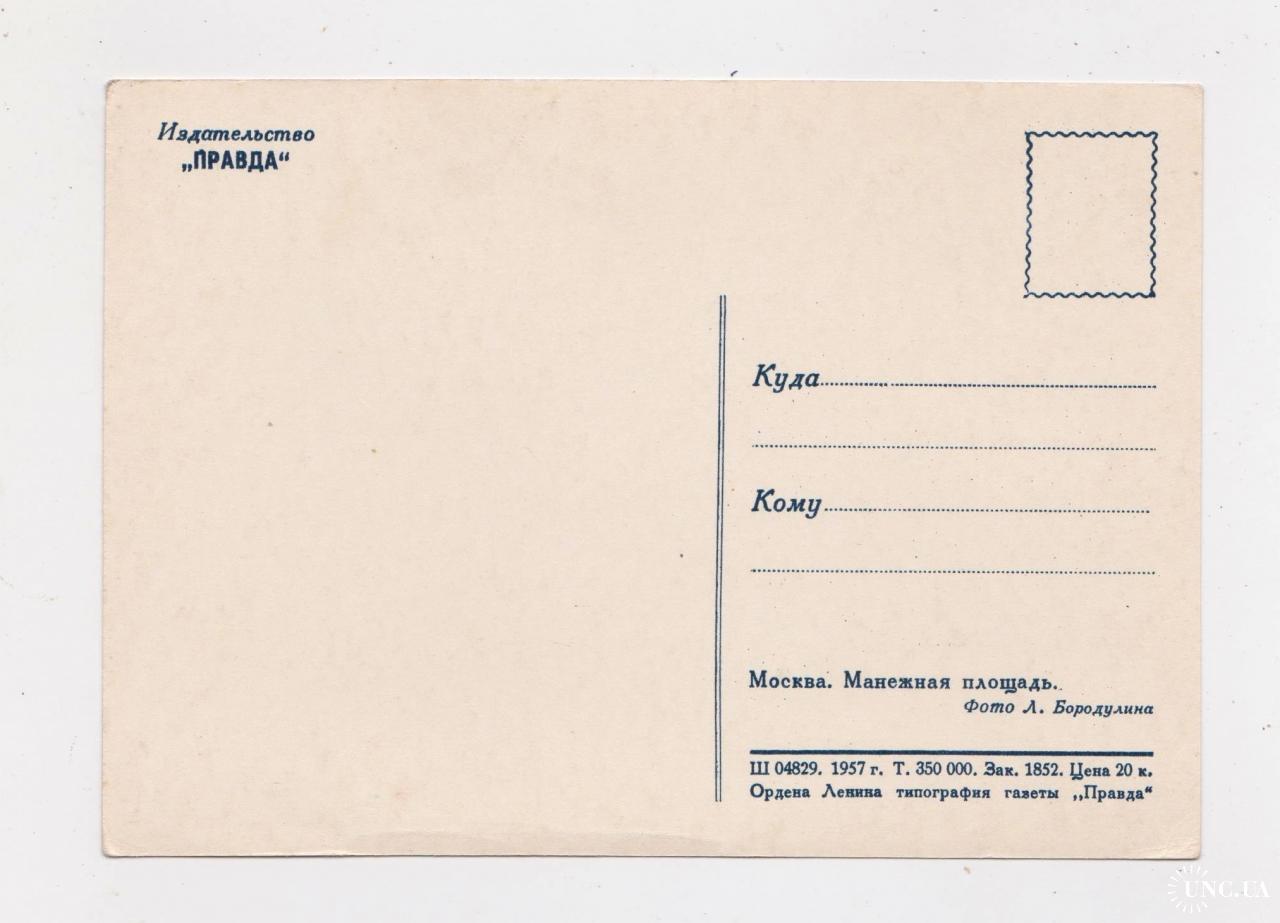 Издательство
„ПРАВДА“
Куда
Кому
Москва. Манежная площадь.
Фото Л. Бородулина
Ш 04829. 1957 г. Т. 350 000. Зак. 1852. Цена 20 к.
Ордена Ленина типография газеты „Правда“
UNC.UA